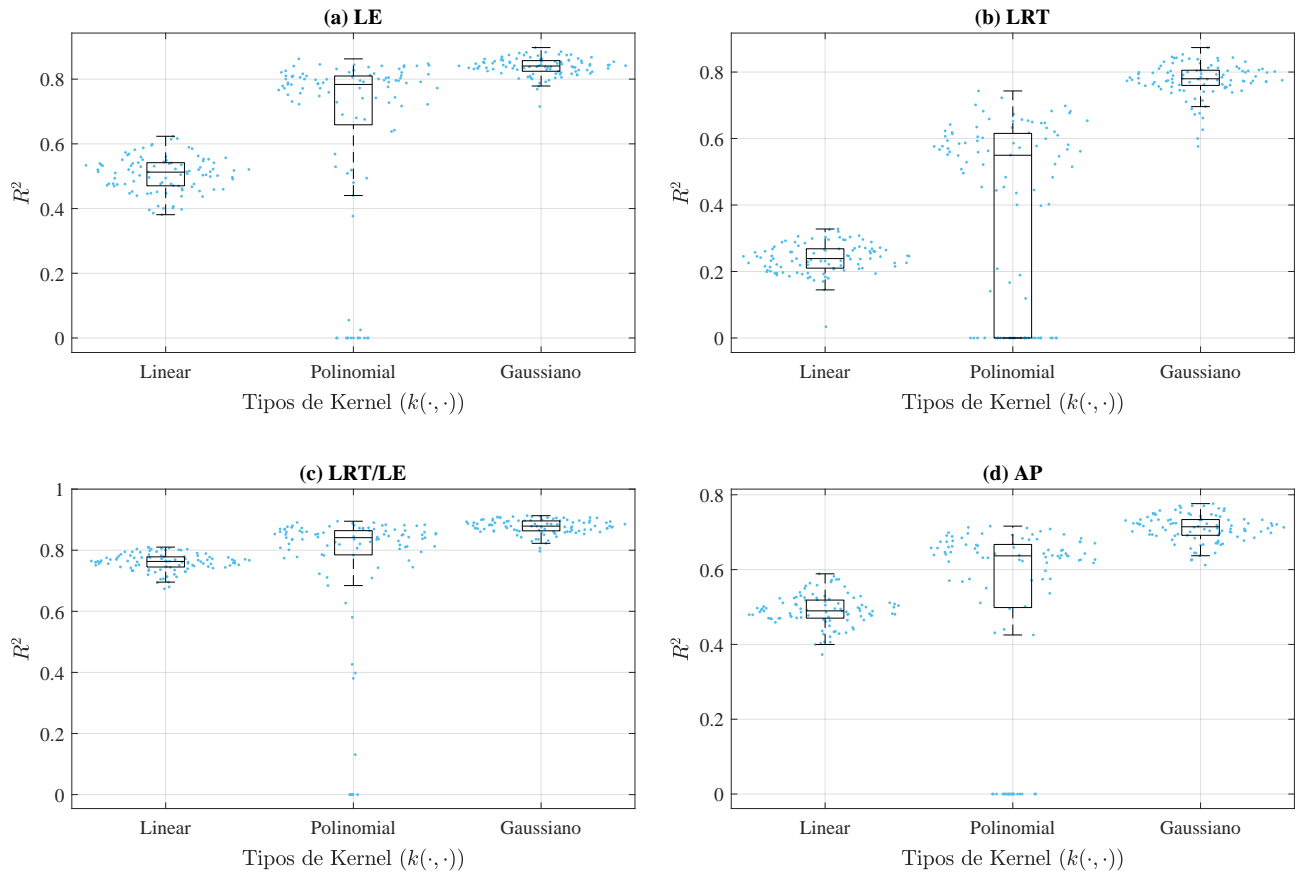 (a) LE
0.8
0.6
0.4
0.2
0
R²
Linear Polinomial Gaussiano
Tipos de Kernel (k(·, ·))
(b) LRT
0.8
0.6
0.4
0.2
0
R²
Linear Polinomial Gaussiano
Tipos de Kernel (k(·, ·))
(c) LRT/LE
1
0.8
0.6
0.4
0.2
0
R²
Linear Polinomial Gaussiano
Tipos de Kernel (k(·, ·))
(d) AP
0.8
0.6
0.4
0.2
0
R²
Linear Polinomial Gaussiano
Tipos de Kernel (k(·, ·))